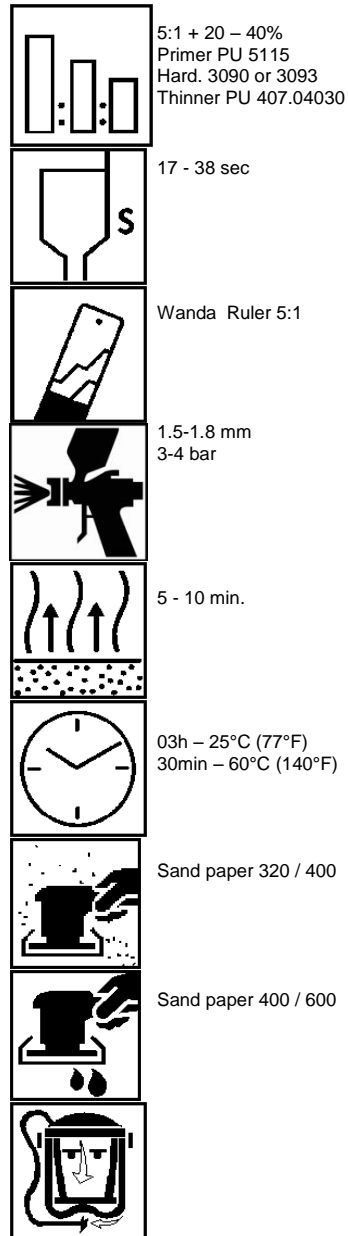 5:1 + 20 – 40%
Primer PU 5115
Hard. 3090 or 3093
Thinner PU 407.04030
S
17 - 38 sec
Wanda Ruler 5:1
1.5-1.8 mm
3-4 bar
5 - 10 min.
03h – 25°C (77°F)
30min – 60°C (140°F)
Sand paper 320 / 400
Sand paper 400 / 600